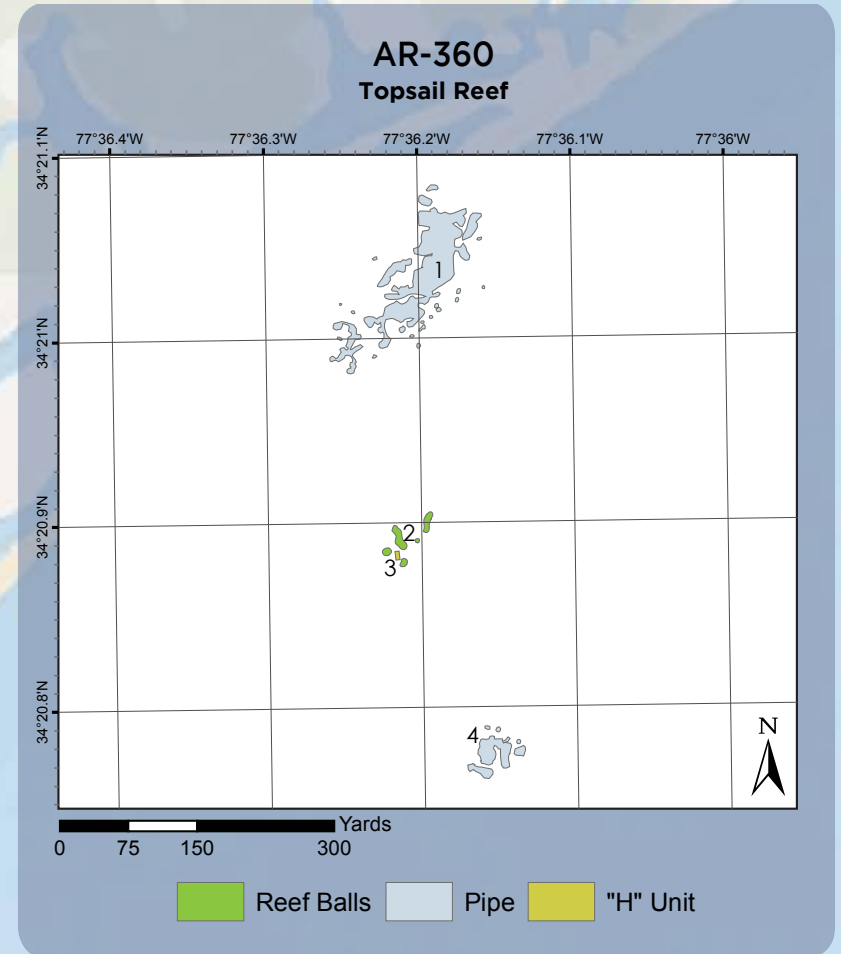 AR-360
Topsail Reef
77°36.4'W 77°36.3'W 77°36.2'W 77°36.1'W 77°36'W
34°21.1'N
1
34°21'N
34°20.9'N
2
3
34°20.8'N
4
N
Yards
0 75 150 300
Reef Balls Pipe "H" Unit